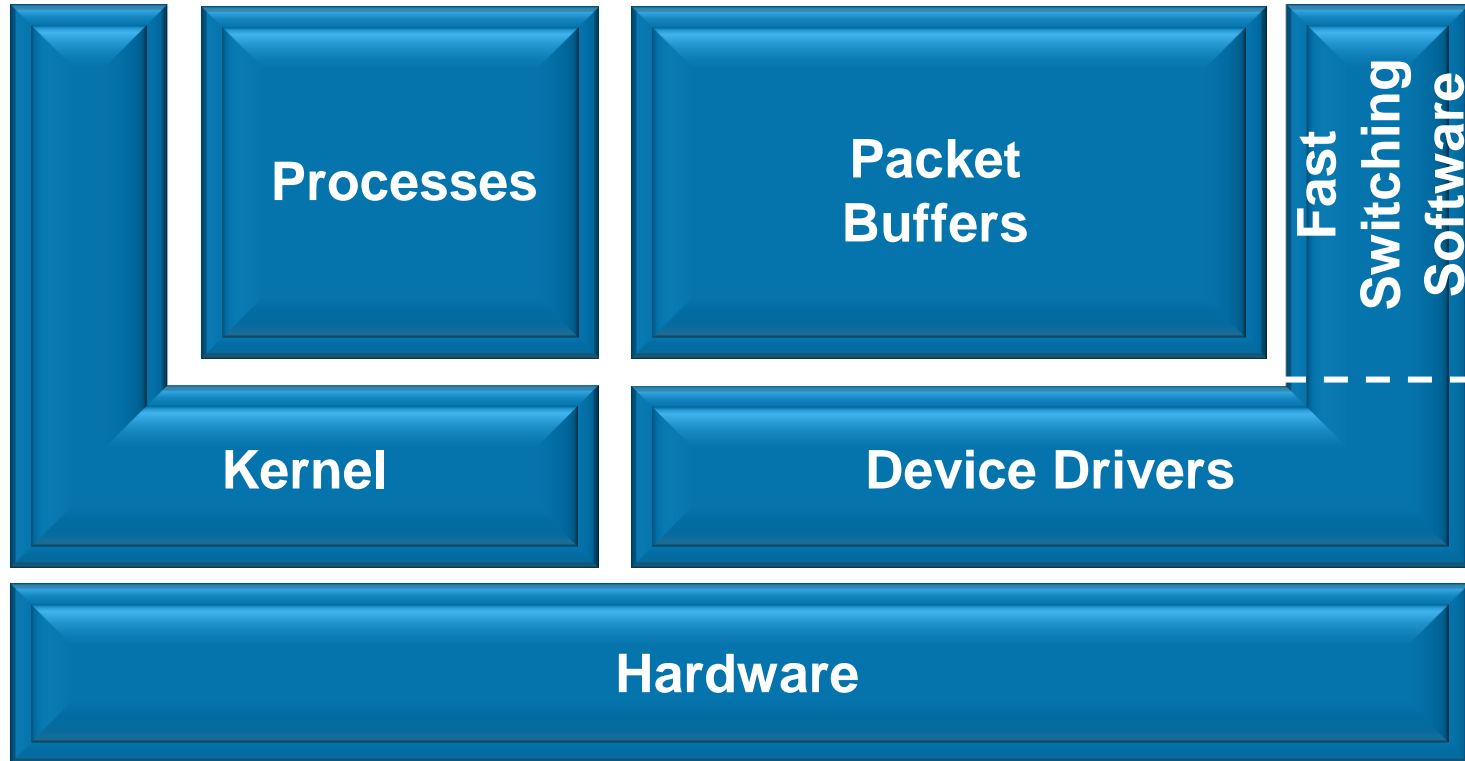 Processes
Packet
Buffers
Fast
Switching
Software
Kernel
Device Drivers
Hardware